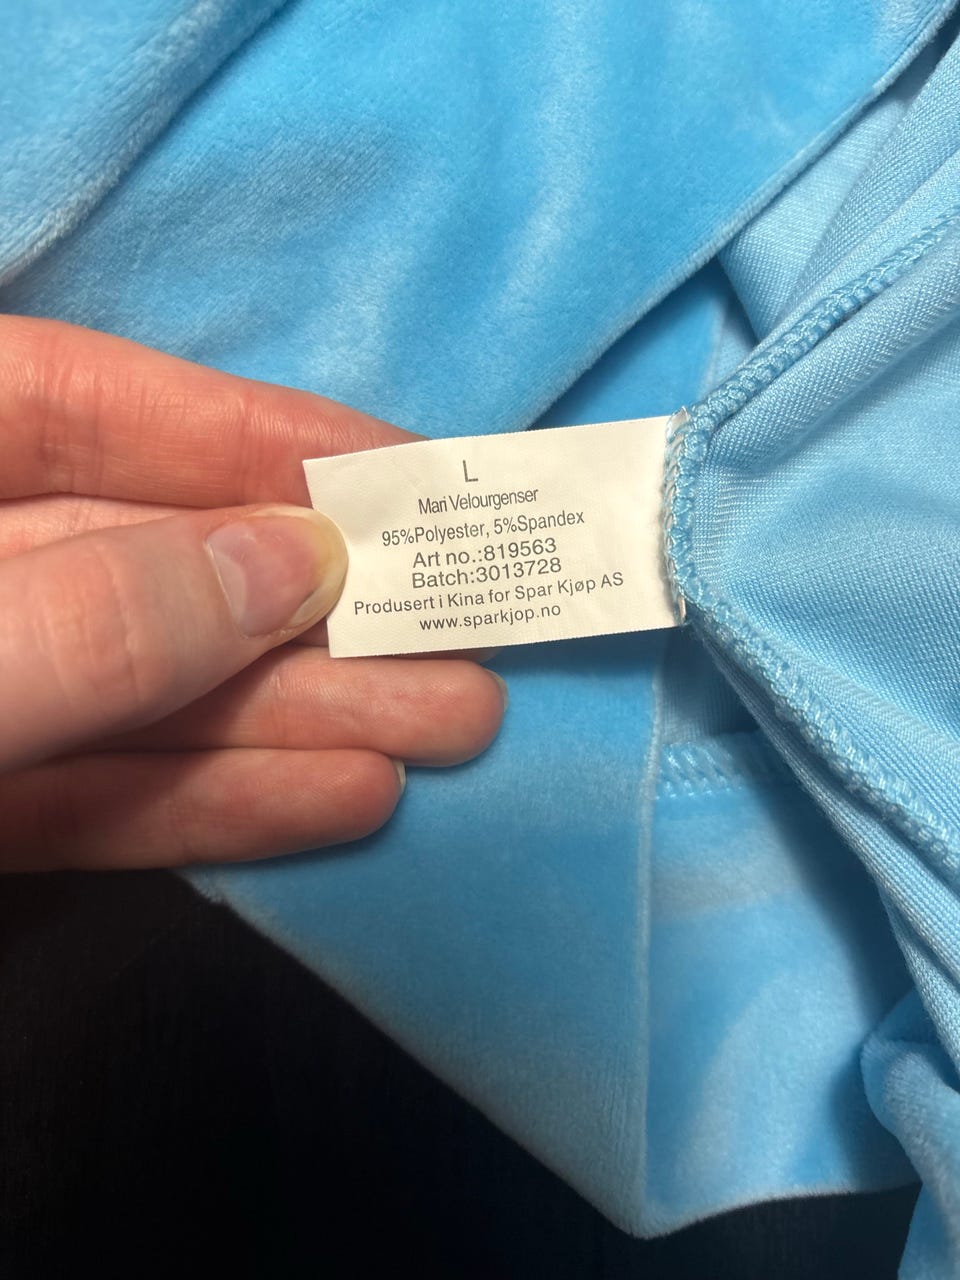 L
Mari Velourgenser
95%Polyester, 5%Spandex
Art no.:819563
Batch:3013728
Produsert i Kina for Spar Kjøp AS
www.sparkjop.no